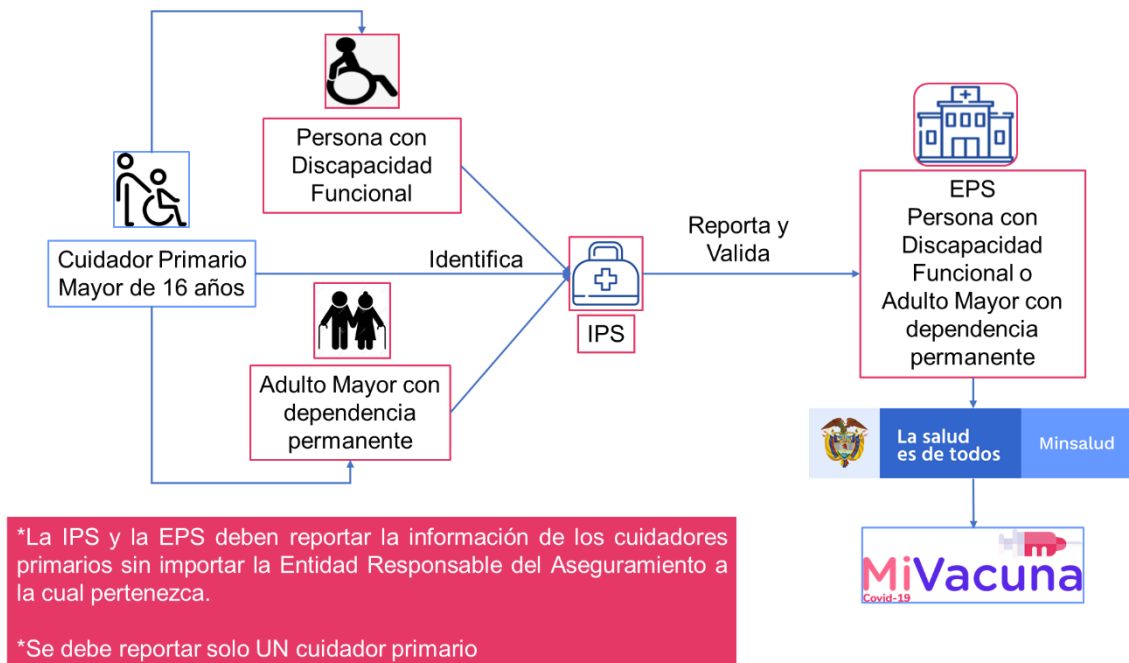 Persona con
Discapacidad
Funcional
Cuidador Primario
Mayor de 16 años
Identifica
Adulto Mayor con
dependencia
permanente
IPS
Reporta y
Valida
EPS
Persona con
Discapacidad
Funcional o
Adulto Mayor con
dependencia
permanente
La salud
es de todos
Minsalud
MiVacuna
Covid-19
*La IPS y la EPS deben reportar la información de los cuidadores
primarios sin importar la Entidad Responsable del Aseguramiento a
la cual pertenezca.
*Se debe reportar solo UN cuidador primario